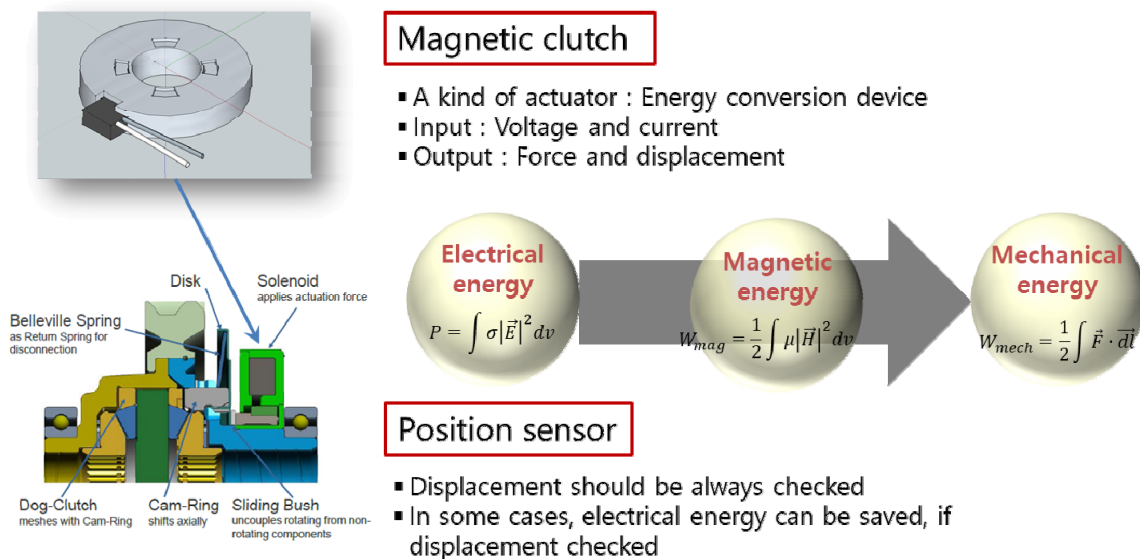 Magnetic clutch
▪ A kind of actuator : Energy conversion device
▪ Input : Voltage and current
▪ Output : Force and displacement
Electrical
energy
P = ∫ σ|E⃗|² dv
Magnetic
energy
W_mag = 1/2 ∫ μ|H⃗|² dv
Mechanical
energy
W_mech = 1/2 ∫ F⃗ · dl⃗
Disk
Solenoid
applies actuation force
Belleville Spring
as Return Spring for
disconnection
Dog-Clutch
meshes with Cam-Ring
Cam-Ring
shifts axially
Sliding Bush
uncouples rotating from non-
rotating components
Position sensor
▪ Displacement should be always checked
▪ In some cases, electrical energy can be saved, if
displacement checked